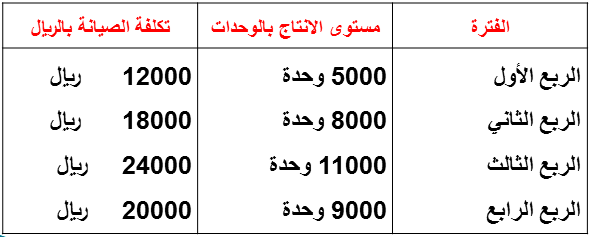 الفترة مستوى الانتاج بالوحدات تكلفة الصيانة بالريال
الربع الأول 5000 وحدة 12000 ريال
الربع الثاني 8000 وحدة 18000 ريال
الربع الثالث 11000 وحدة 24000 ريال
الربع الرابع 9000 وحدة 20000 ريال